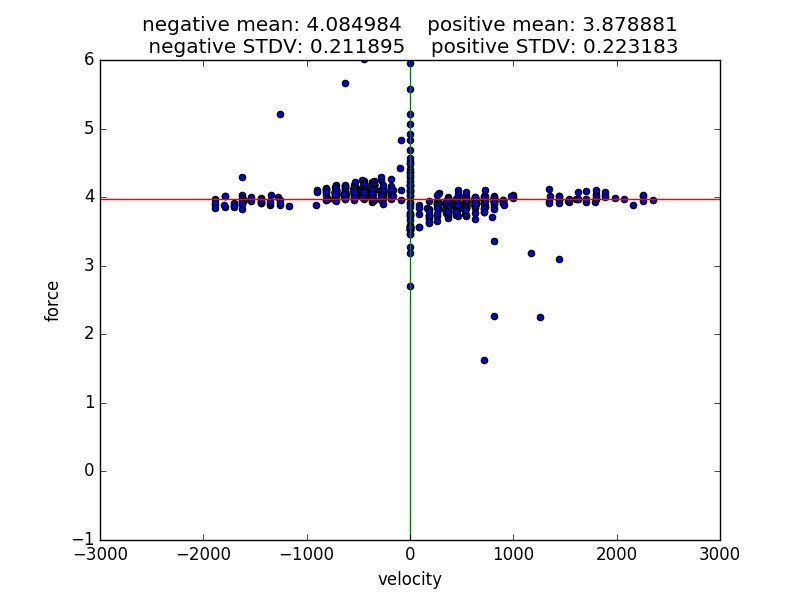 negative mean: 4.084984 positive mean: 3.878881
negative STDV: 0.211895 positive STDV: 0.223183
6
5
4
3
2
1
0
−1
−3000 −2000 −1000 0 1000 2000 3000
force
velocity